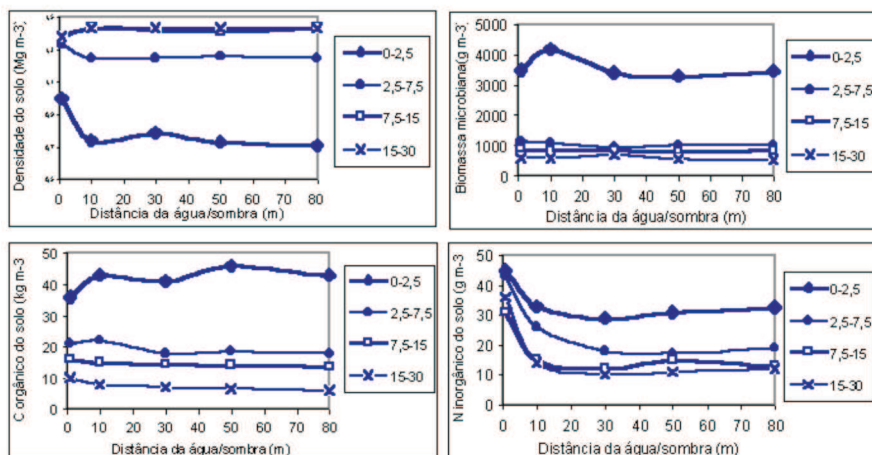 Densidade do solo (Mg m-3)
0 10 20 30 40 50 60 70 80
Distância da água/sombra (m)
0-2,5
2,5-7,5
7,5-15
15-30
Biomassa microbiana(g m-3)
5000
4000
3000
2000
1000
0
0 10 20 30 40 50 60 70 80
Distância da água/sombra (m)
0-2,5
2,5-7,5
7,5-15
15-30
C orgânico do solo (kg m-3
50
40
30
20
10
0
0 10 20 30 40 50 60 70 80
Distância da água/sombra (m)
0-2,5
2,5-7,5
7,5-15
15-30
N inorgânico do solo (g m-3
50
40
30
20
10
0
0 10 20 30 40 50 60 70 80
Distância da água/sombra (m)
0-2,5
2,5-7,5
7,5-15
15-30